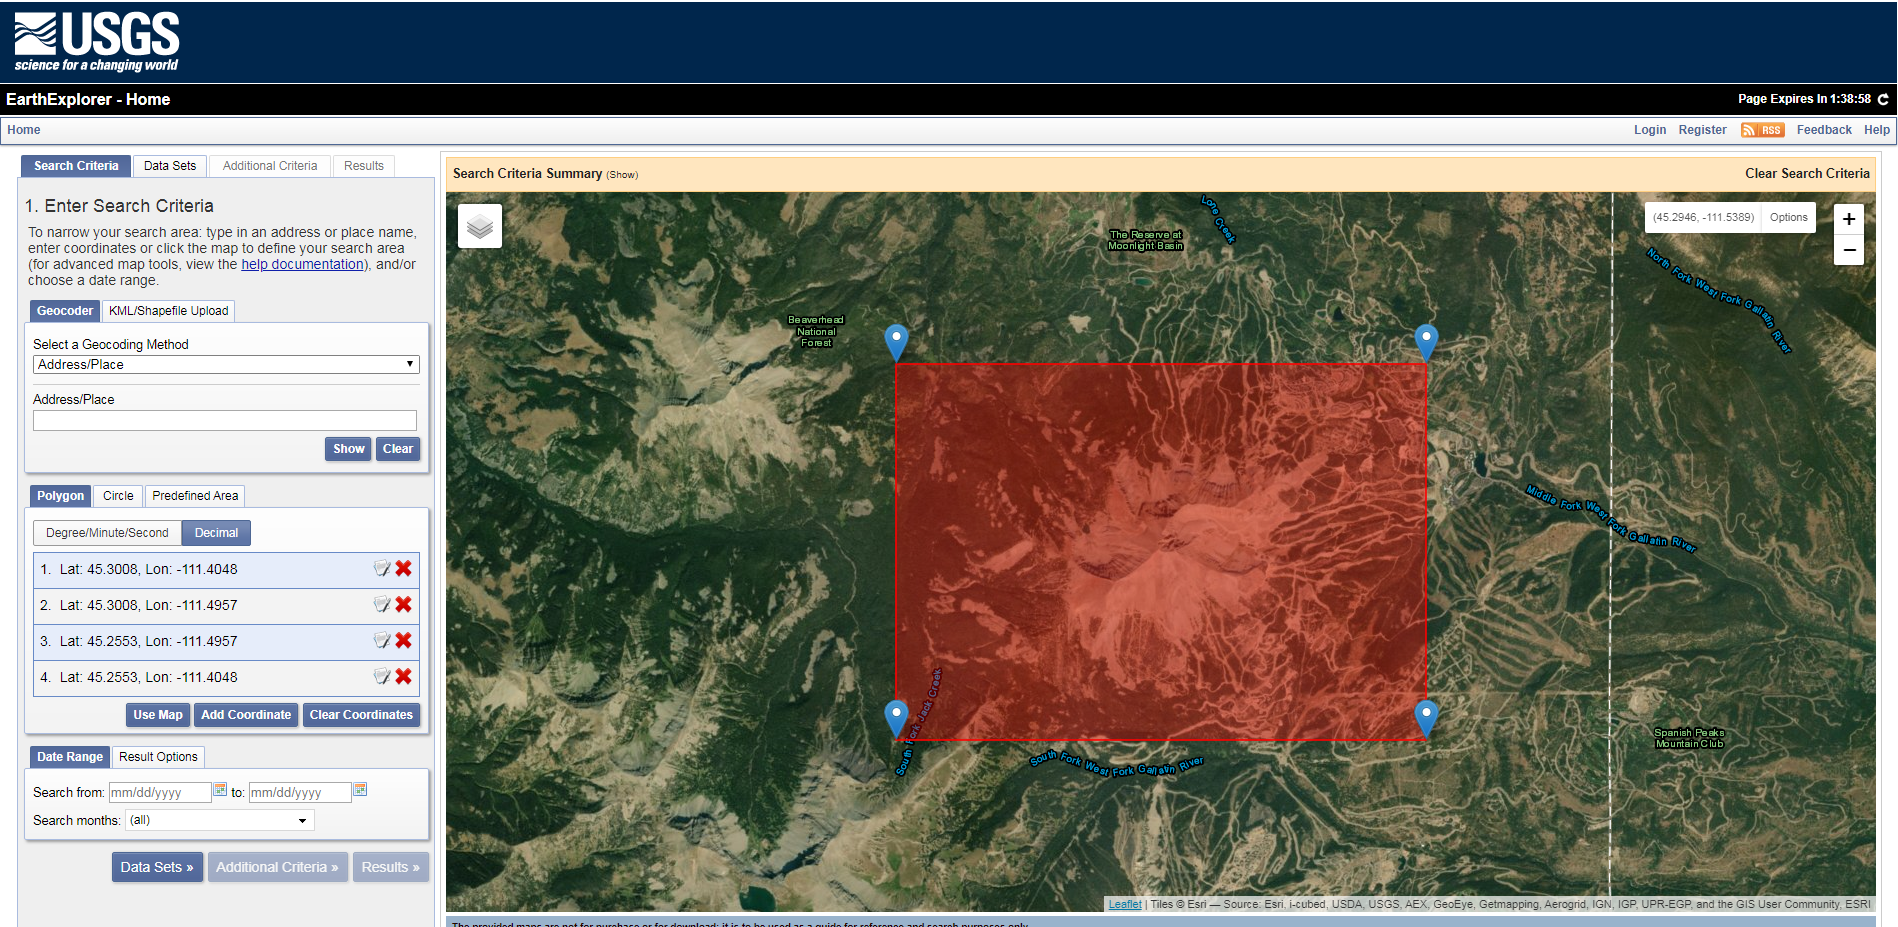 USGS
science for a changing world
EarthExplorer - Home
Page Expires In 1:38:58
Home
Login Register RSS Feedback Help
Search Criteria Data Sets Additional Criteria Results
1. Enter Search Criteria
To narrow your search area: type in an address or place name,
enter coordinates or click the map to define your search area
(for advanced map tools, view the help documentation), and/or
choose a date range.
Geocoder KML/Shapefile Upload
Select a Geocoding Method
Address/Place
Address/Place
Show Clear
Polygon Circle Predefined Area
Degree/Minute/Second Decimal
1. Lat: 45.3008, Lon: -111.4048
2. Lat: 45.3008, Lon: -111.4957
3. Lat: 45.2553, Lon: -111.4957
4. Lat: 45.2553, Lon: -111.4048
Use Map Add Coordinate Clear Coordinates
Date Range Result Options
Search from: mm/dd/yyyy to: mm/dd/yyyy
Search months: (all)
Data Sets » Additional Criteria » Results »
Search Criteria Summary (Show)
Clear Search Criteria
(45.2946, -111.5389) Options
+
−
Lone Creek
The Reserve at
Moonlight Basin
North Fork West Fork Gallatin River
Beaverhead
National
Forest
Middle Fork West Fork Gallatin River
South Fork Jack Creek
South Fork West Fork Gallatin River
Spanish Peaks
Mountain Club
Leaflet | Tiles © Esri — Source: Esri, i-cubed, USDA, USGS, AEX, GeoEye, Getmapping, Aerogrid, IGN, IGP, UPR-EGP, and the GIS User Community, ESRI
The provided maps are not for purchase or for download; it is to be used as a guide for reference and search purposes only.